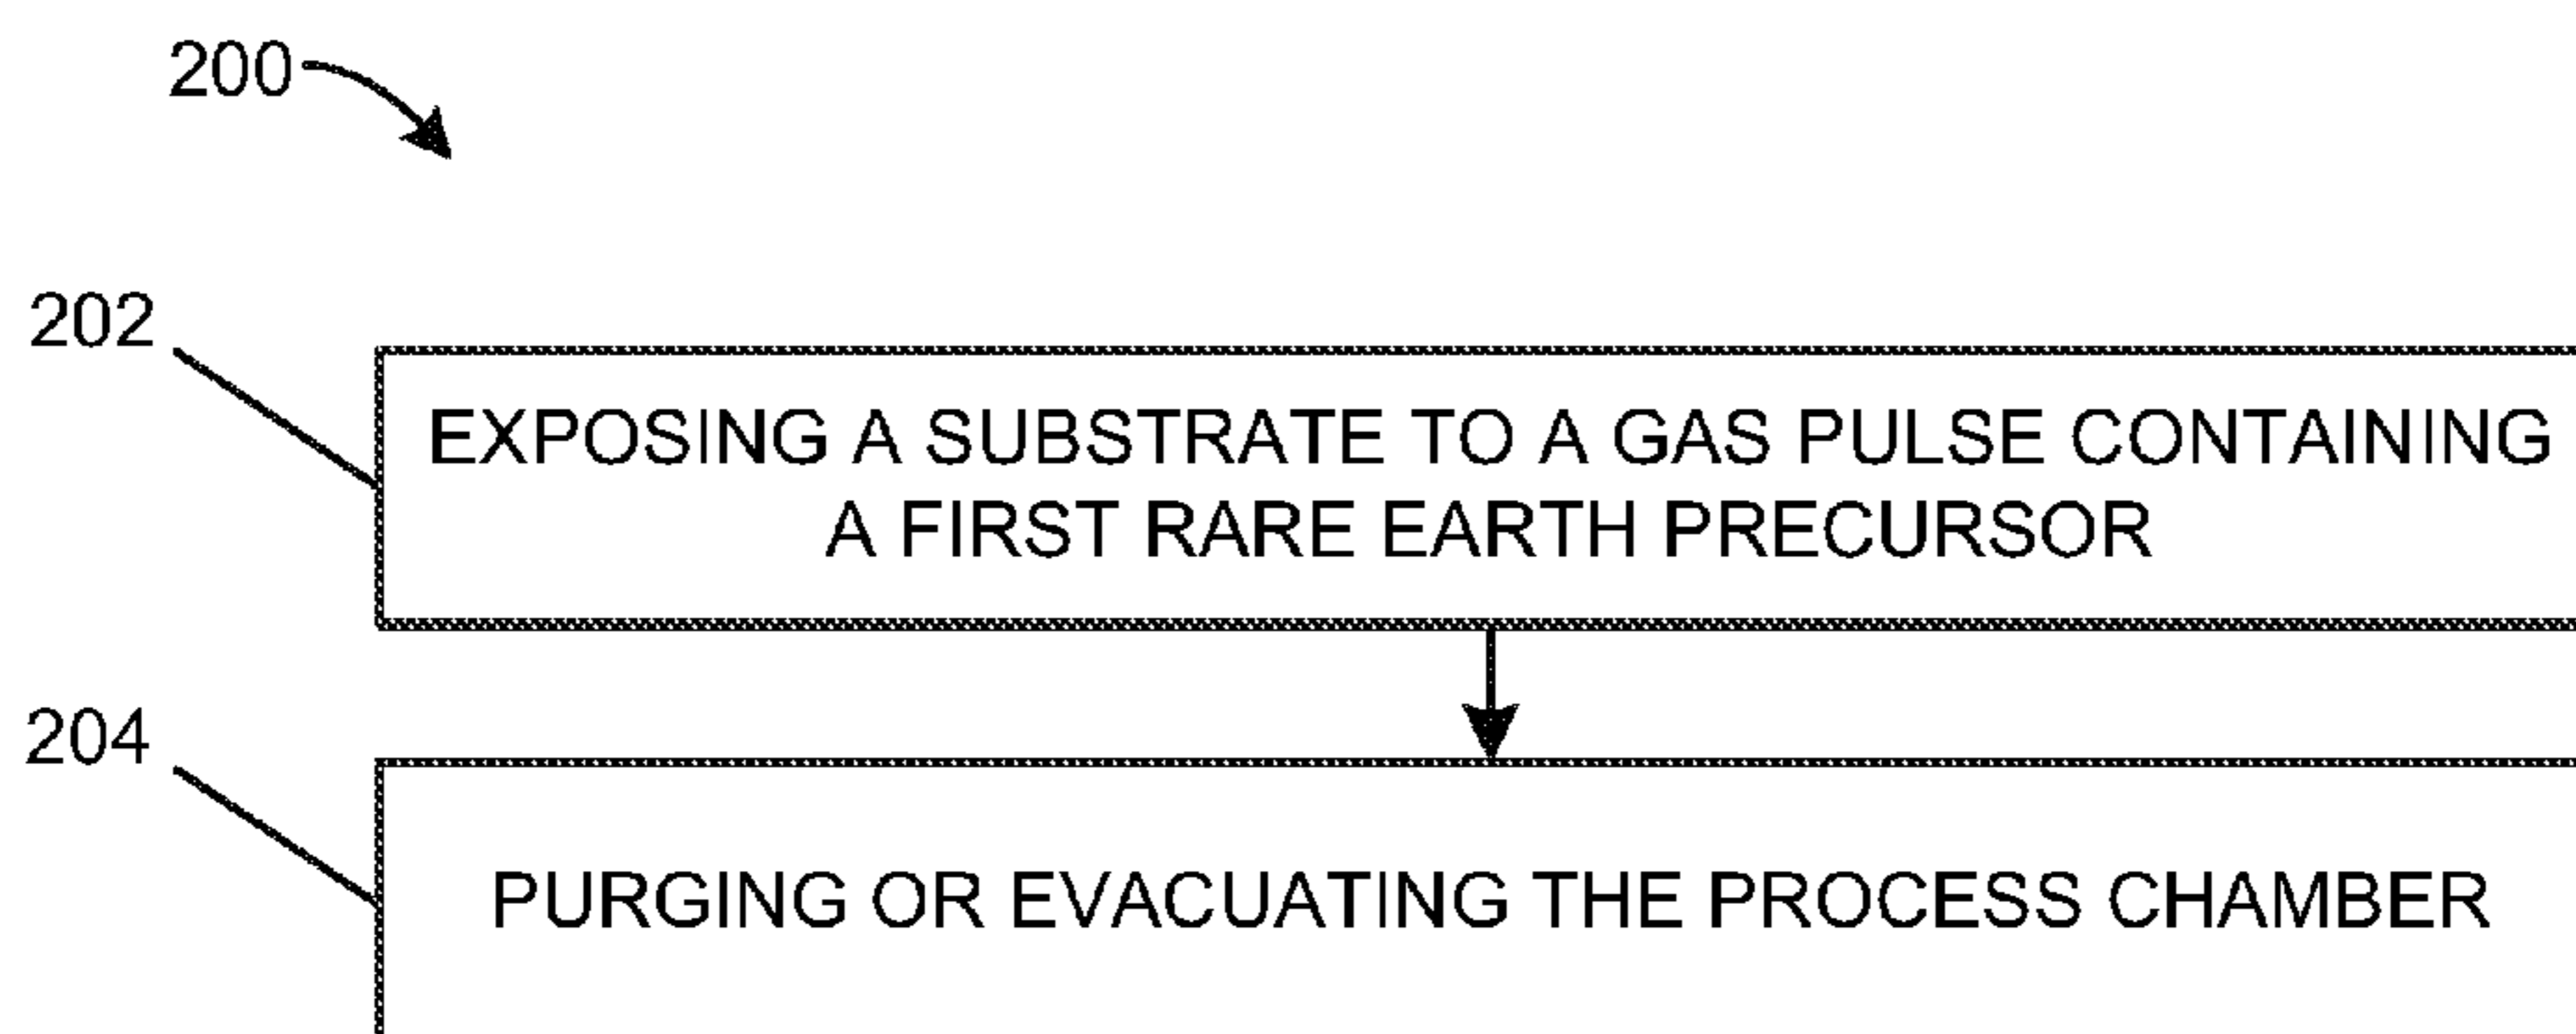 200
202
EXPOSING A SUBSTRATE TO A GAS PULSE CONTAINING
A FIRST RARE EARTH PRECURSOR
204
PURGING OR EVACUATING THE PROCESS CHAMBER